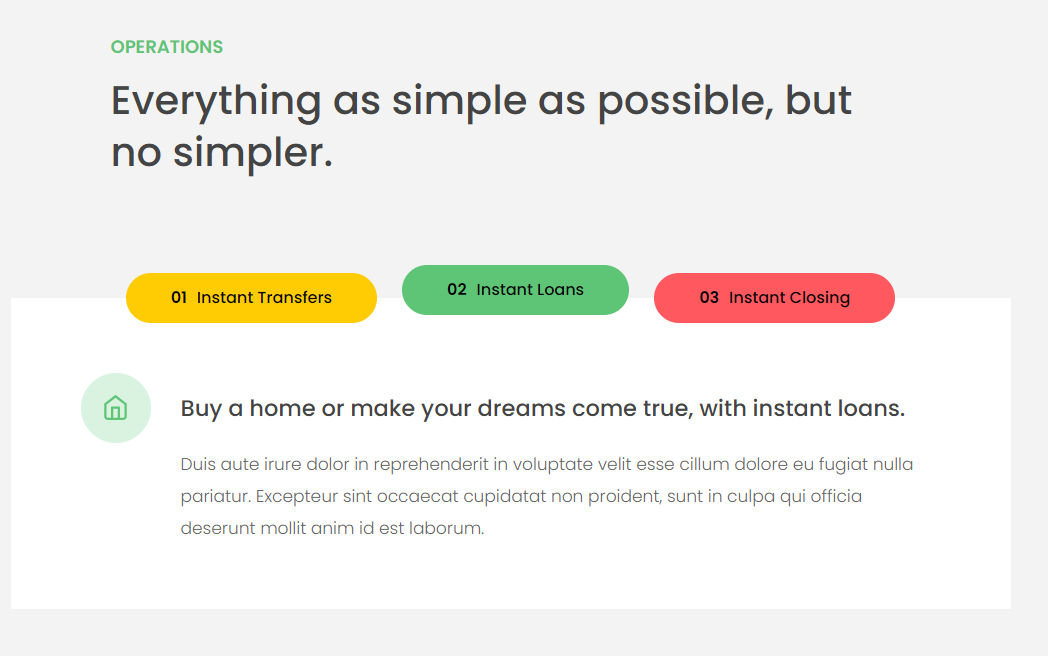 OPERATIONS
Everything as simple as possible, but
no simpler.
01 Instant Transfers
02 Instant Loans
03 Instant Closing
Buy a home or make your dreams come true, with instant loans.
Duis aute irure dolor in reprehenderit in voluptate velit esse cillum dolore eu fugiat nulla
pariatur. Excepteur sint occaecat cupidatat non proident, sunt in culpa qui officia
deserunt mollit anim id est laborum.